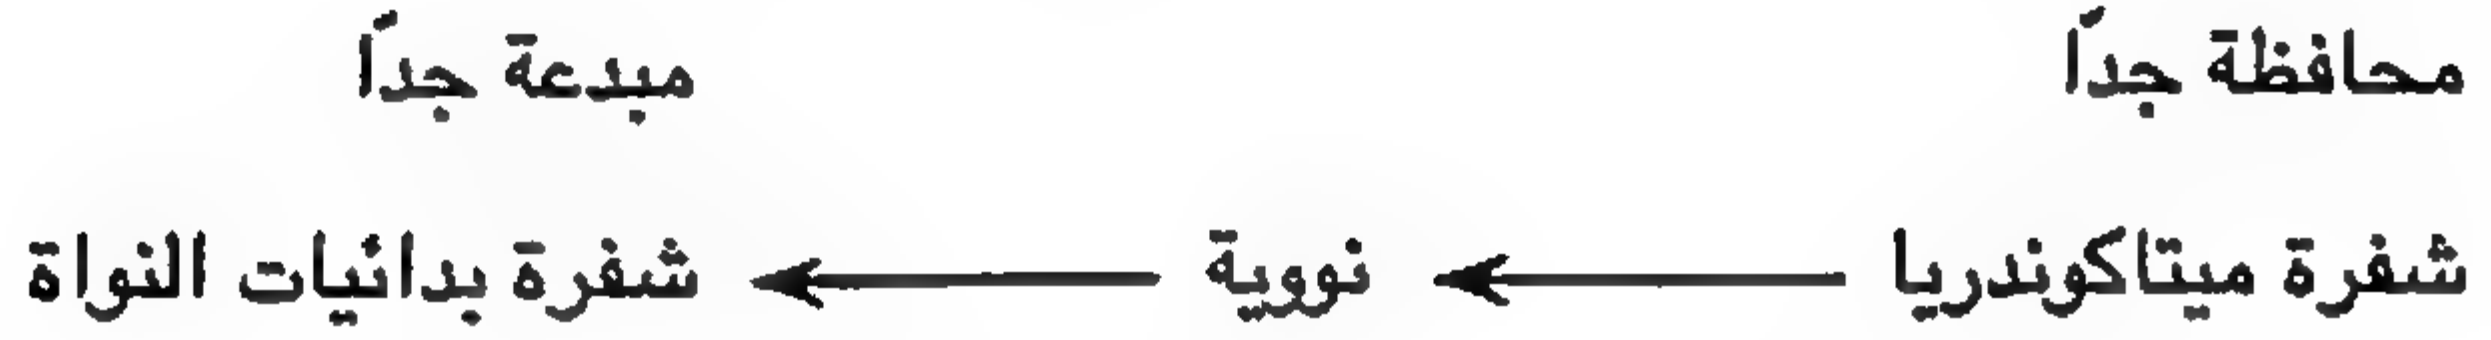 محافظة جداً مبدعة جداً
شفرة ميتاكوندريا نووية شفرة بدائيات النواة